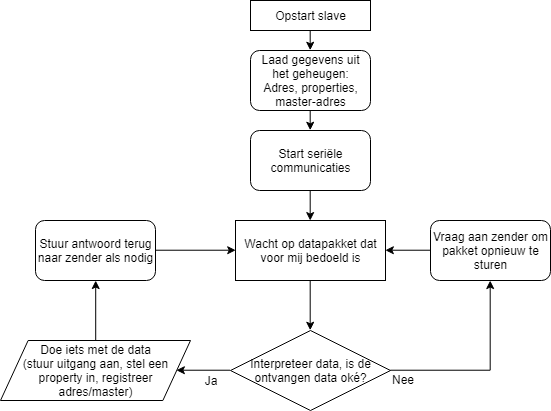 Opstart slave
Laad gegevens uit
het geheugen:
Adres, properties,
master-adres
Start seriële
communicaties
Stuur antwoord terug
naar zender als nodig
Wacht op datapakket dat
voor mij bedoeld is
Vraag aan zender om
pakket opnieuw te
sturen
Doe iets met de data
(stuur uitgang aan, stel een
property in, registreer
adres/master)
Interpreteer data, is de
ontvangen data oké?
Ja
Nee